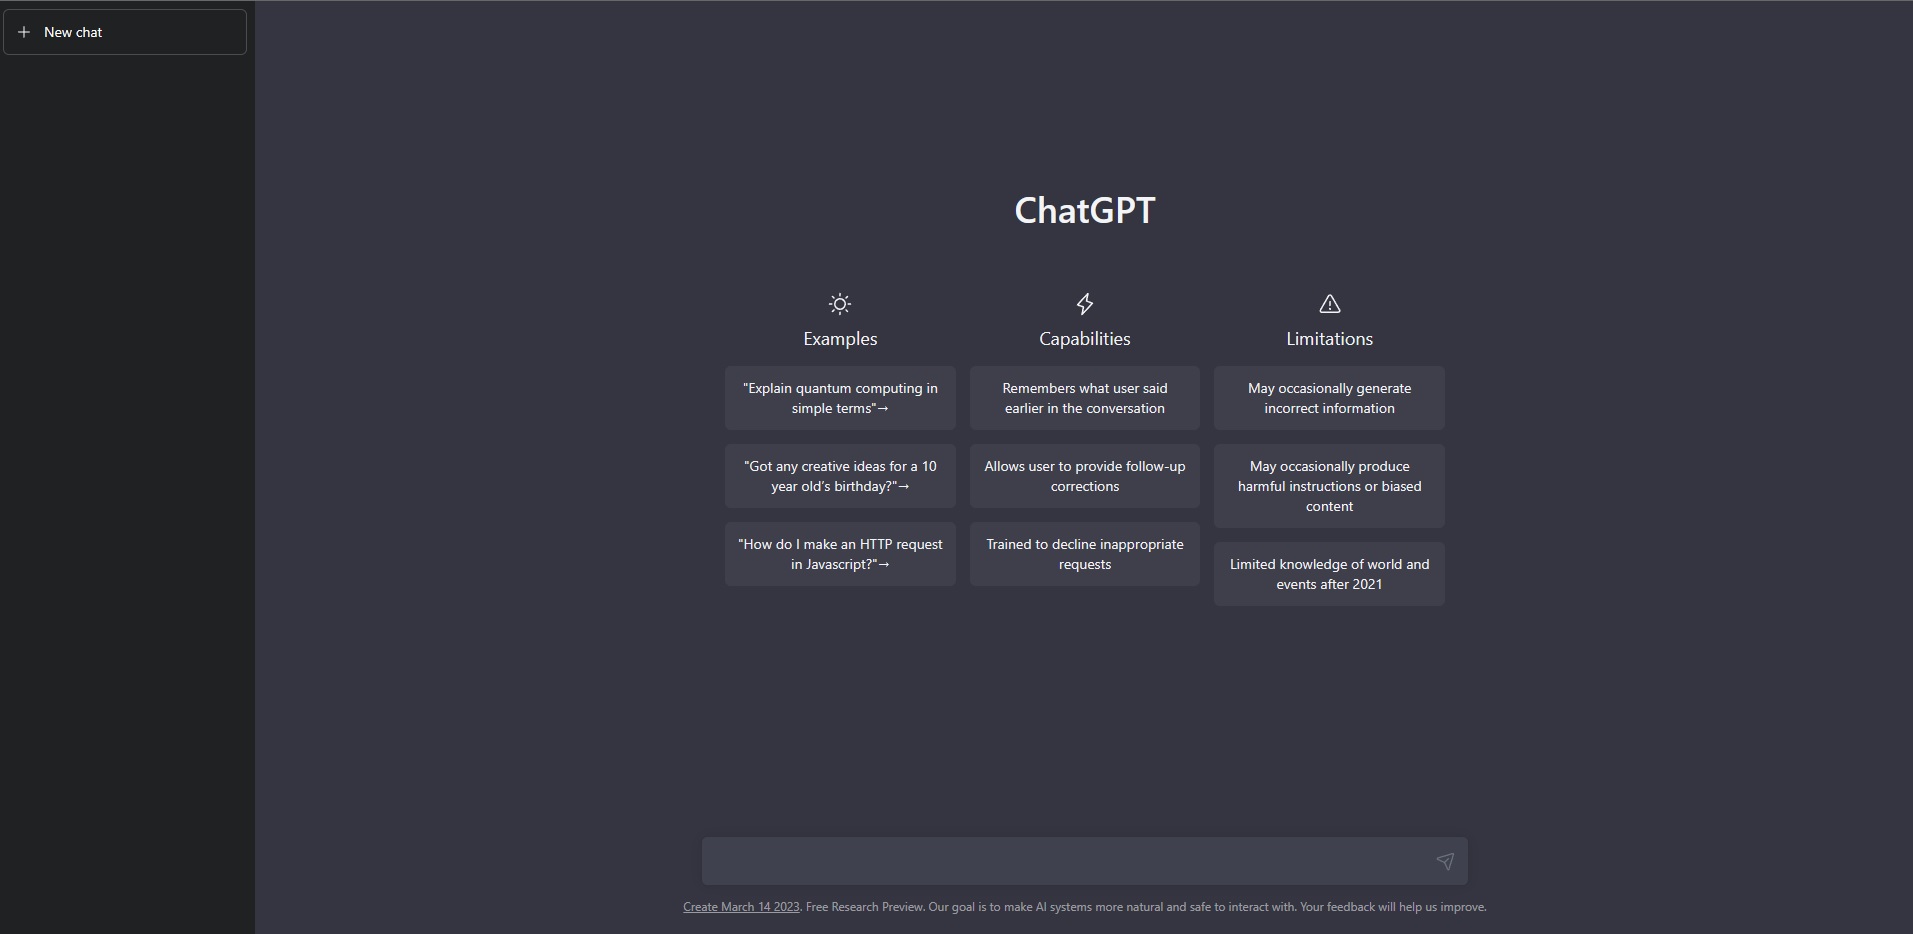 New chat
ChatGPT
Examples
"Explain quantum computing in
simple terms"→
"Got any creative ideas for a 10
year old’s birthday?"→
"How do I make an HTTP request
in Javascript?"→
Capabilities
Remembers what user said
earlier in the conversation
Allows user to provide follow-up
corrections
Trained to decline inappropriate
requests
Limitations
May occasionally generate
incorrect information
May occasionally produce
harmful instructions or biased
content
Limited knowledge of world and
events after 2021
Create March 14 2023. Free Research Preview. Our goal is to make AI systems more natural and safe to interact with. Your feedback will help us improve.